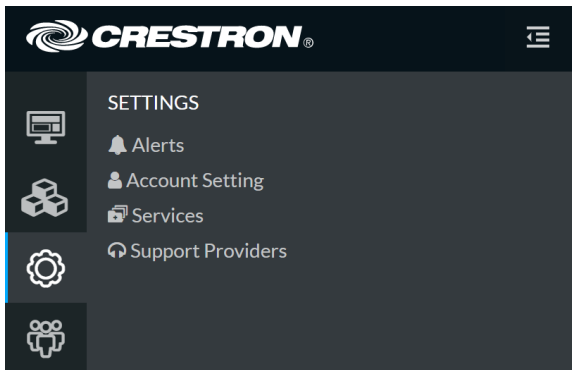 CRESTRON®
SETTINGS
Alerts
Account Setting
Services
Support Providers